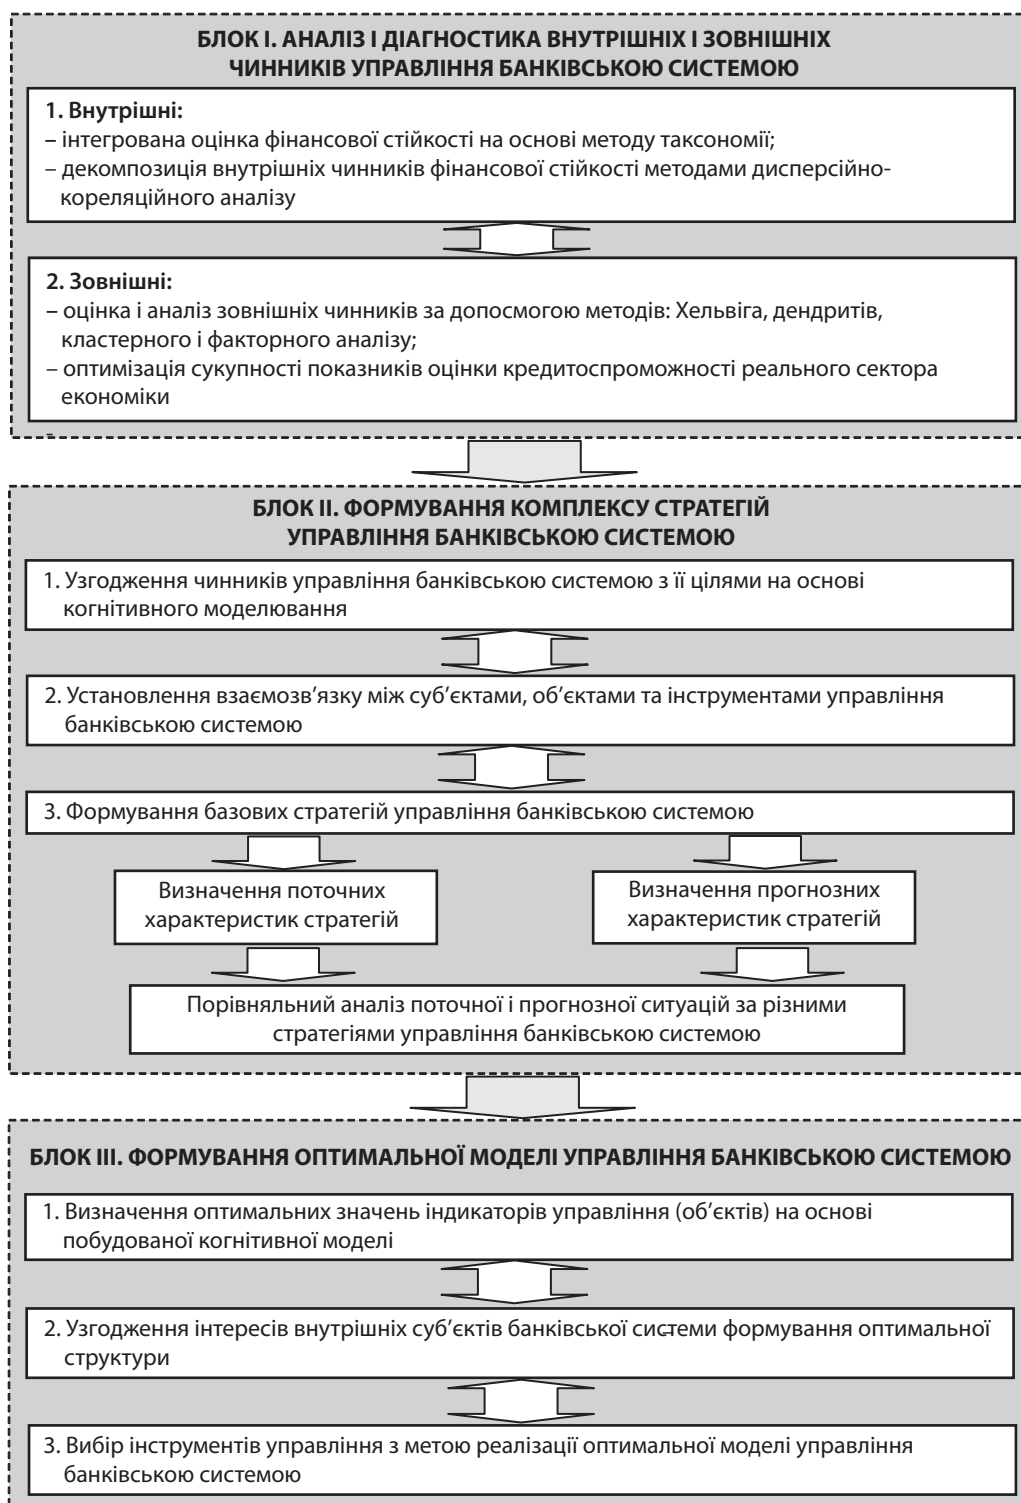 БЛОК І. АНАЛІЗ І ДІАГНОСТИКА ВНУТРІШНІХ І ЗОВНІШНІХ
ЧИННИКІВ УПРАВЛІННЯ БАНКІВСЬКОЮ СИСТЕМОЮ
1. Внутрішні:
– інтегрована оцінка фінансової стійкості на основі методу таксономії;
– декомпозиція внутрішніх чинників фінансової стійкості методами дисперсійно-
кореляційного аналізу
2. Зовнішні:
– оцінка і аналіз зовнішніх чинників за допосмогою методів: Хельвіга, дендритів,
кластерного і факторного аналізу;
– оптимізація сукупності показників оцінки кредитоспроможності реального сектора
економіки
-
БЛОК ІІ. ФОРМУВАННЯ КОМПЛЕКСУ СТРАТЕГІЙ
УПРАВЛІННЯ БАНКІВСЬКОЮ СИСТЕМОЮ
1. Узгодження чинників управління банківською системою з її цілями на основі
когнітивного моделювання
2. Установлення взаємозв’язку між суб’єктами, об’єктами та інструментами управління
банківською системою
3. Формування базових стратегій управління банківською системою
Визначення поточних
характеристик стратегій
Визначення прогнозних
характеристик стратегій
Порівняльний аналіз поточної і прогнозної ситуацій за різними
стратегіями управління банківською системою
БЛОК ІІІ. ФОРМУВАННЯ ОПТИМАЛЬНОЇ МОДЕЛІ УПРАВЛІННЯ БАНКІВСЬКОЮ СИСТЕМОЮ
1. Визначення оптимальних значень індикаторів управління (об’єктів) на основі
побудованої когнітивної моделі
2. Узгодження інтересів внутрішніх суб’єктів банківської системи формування оптимальної
структури
3. Вибір інструментів управління з метою реалізації оптимальної моделі управління
банківською системою